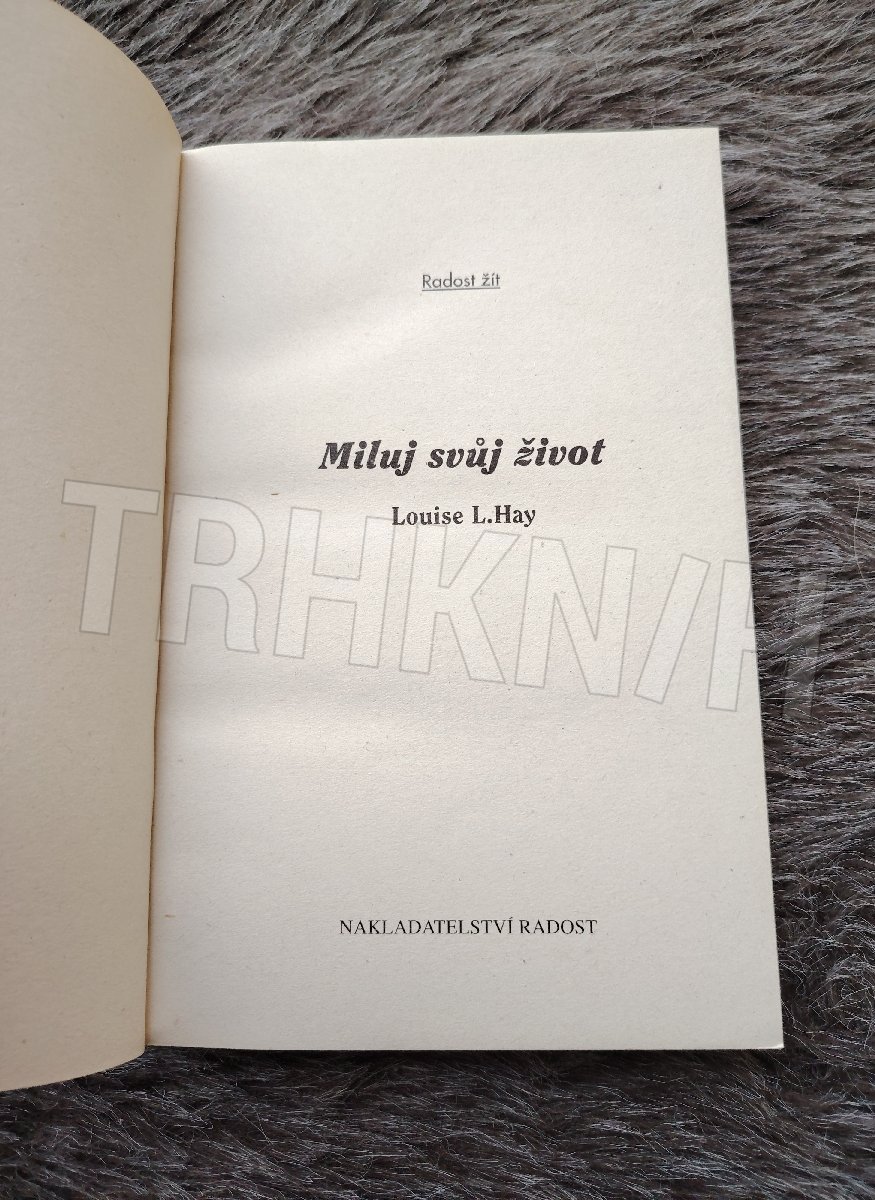 Radost žít
Miluj svůj život
Louise L.Hay
TRHKNIH
NAKLADATELSTVÍ RADOST